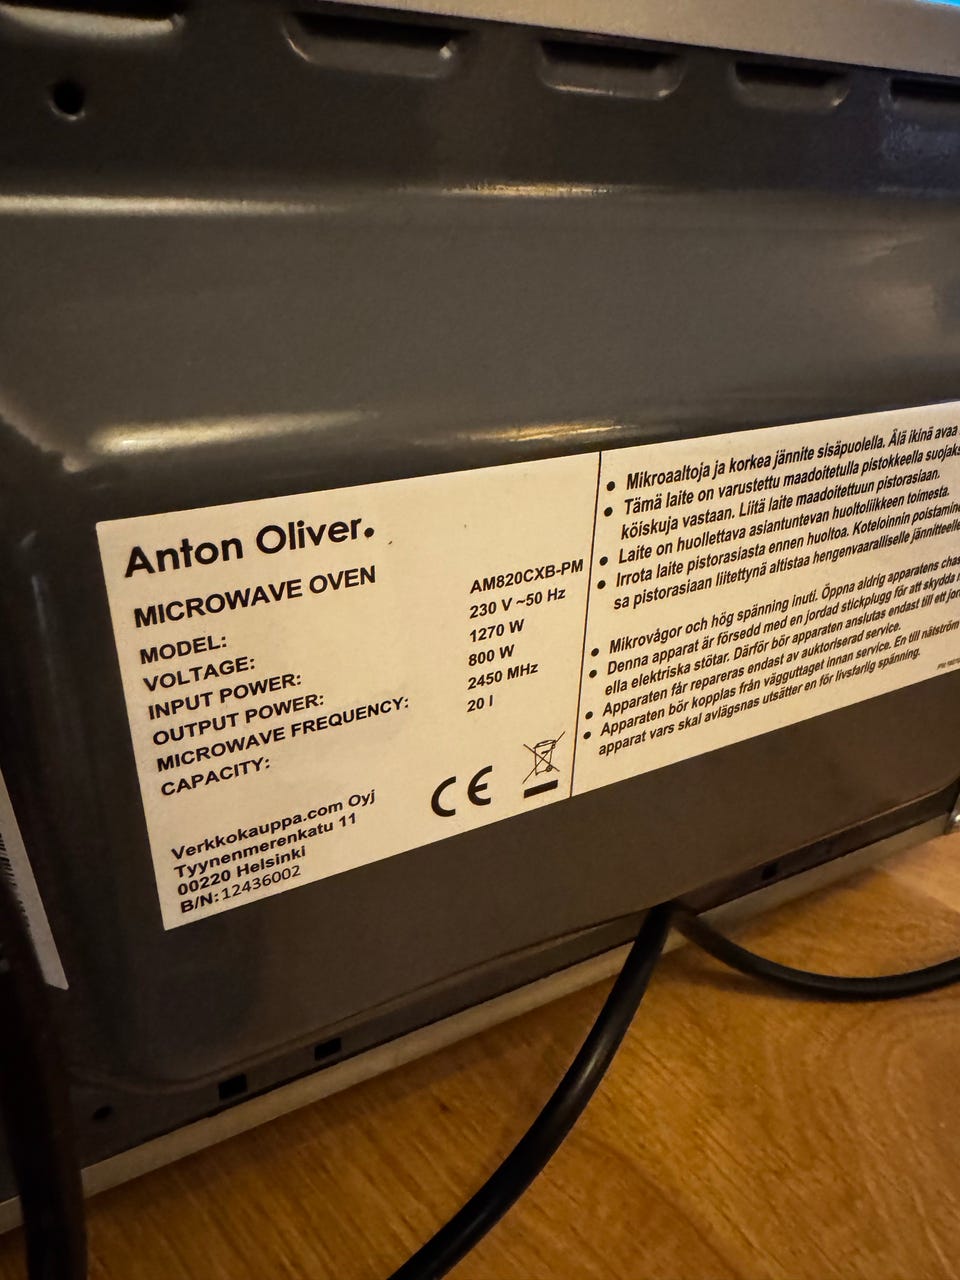 Anton Oliver.
MICROWAVE OVEN
MODEL: AM820CXB-PM
VOLTAGE: 230 V ~50 Hz
INPUT POWER: 1270 W
OUTPUT POWER: 800 W
MICROWAVE FREQUENCY: 2450 MHz
CAPACITY: 20 l
CE
Verkkokauppa.com Oyj
Tyynenmerenkatu 11
00220 Helsinki
B/N: 12436002
• Mikroaaltoja ja korkea jännite sisäpuolella. Älä ikinä avaa
• Tämä laite on varustettu maadoitetulla pistokkeella suojaks
köiskuja vastaan. Liitä laite maadoitettuun pistorasiaan.
• Laite on huollettava asiantuntevan huoltoliikkeen toimesta.
• Irrota laite pistorasiasta ennen huoltoa. Koteloinnin poistamine
sa pistorasiaan liitettynä altistaa hengenvaaralliselle jännitteelle
• Mikrovågor och hög spänning inuti. Öppna aldrig apparatens chas
• Denna apparat är försedd med en jordad stickplugg för att skydda
ella elektriska stötar. Därför bör apparaten anslutas endast till ett jor
• Apparaten får repareras endast av auktoriserad service.
• Apparaten bör kopplas från vägguttaget innan service. En till nätström
apparat vars skal avlägsnas utsätter en för livsfarlig spänning.